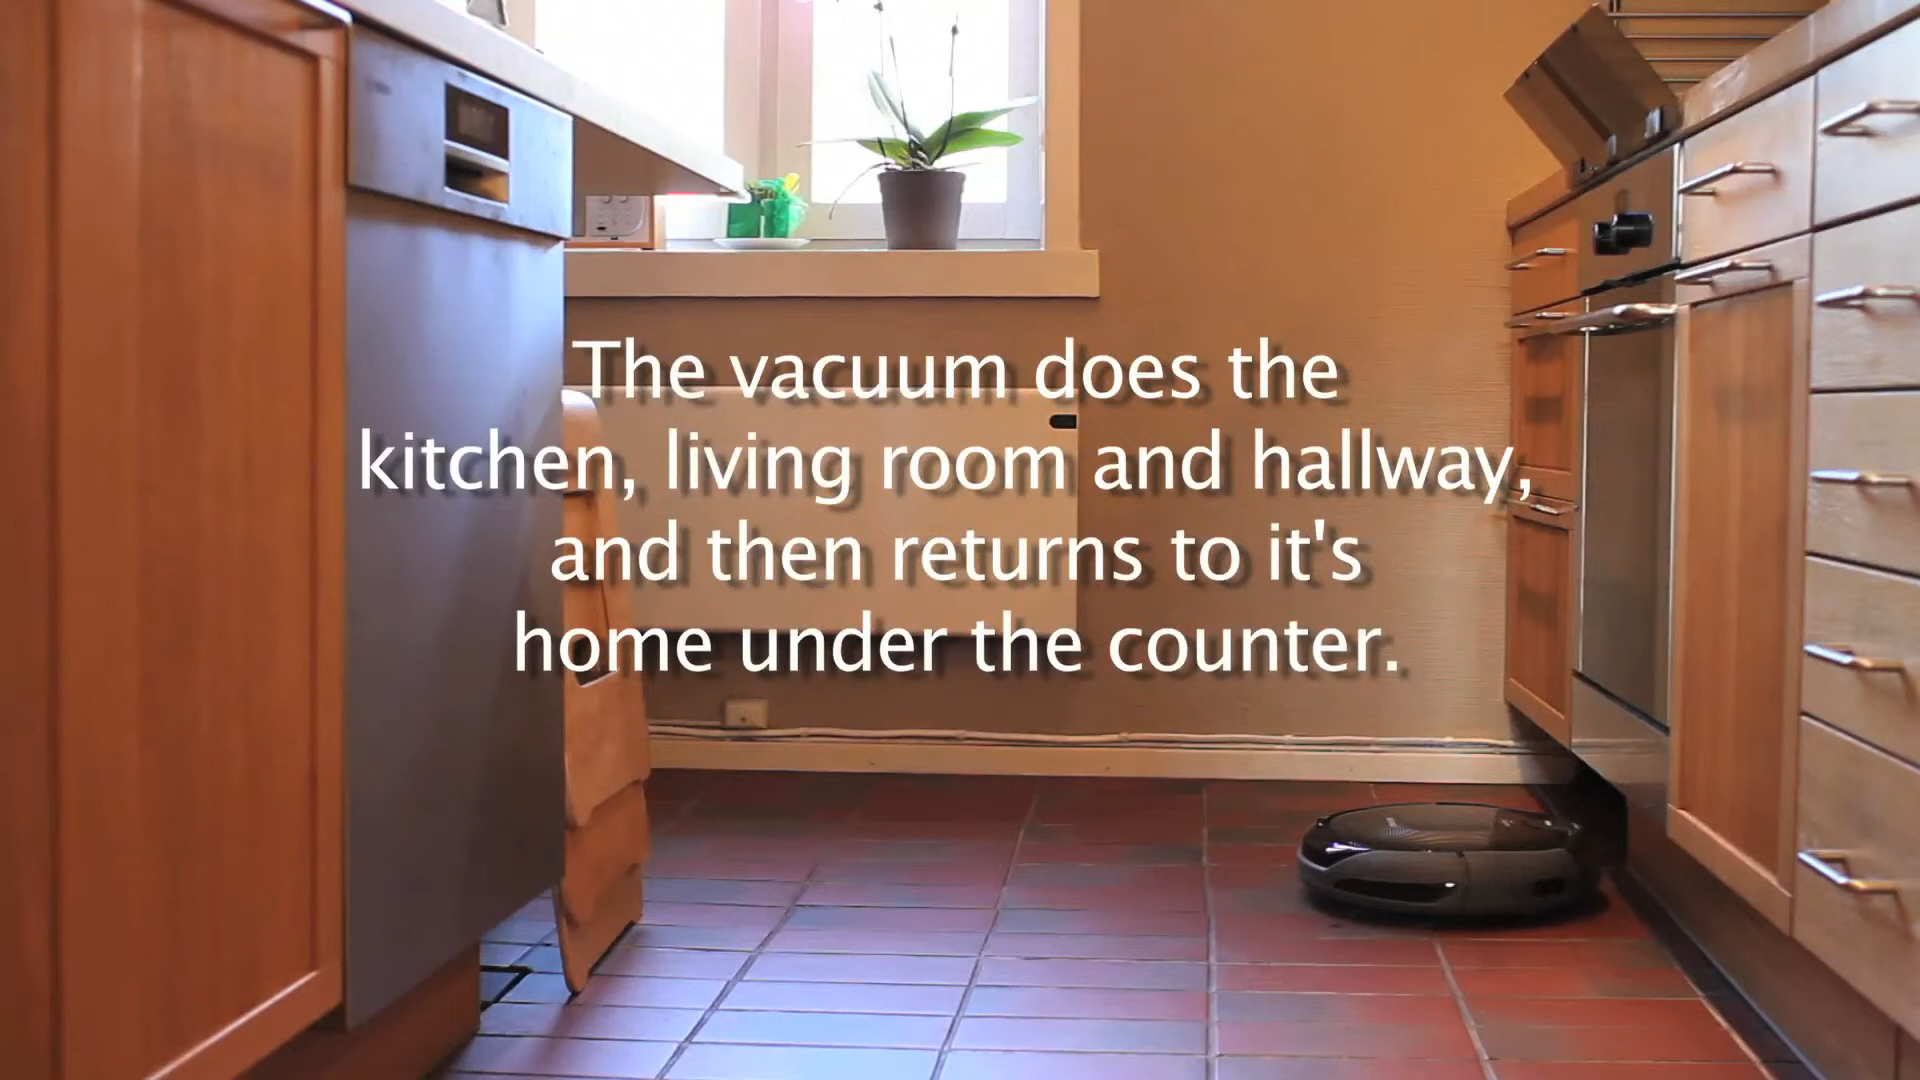 The vacuum does the
kitchen, living room and hallway,
and then returns to it's
home under the counter.